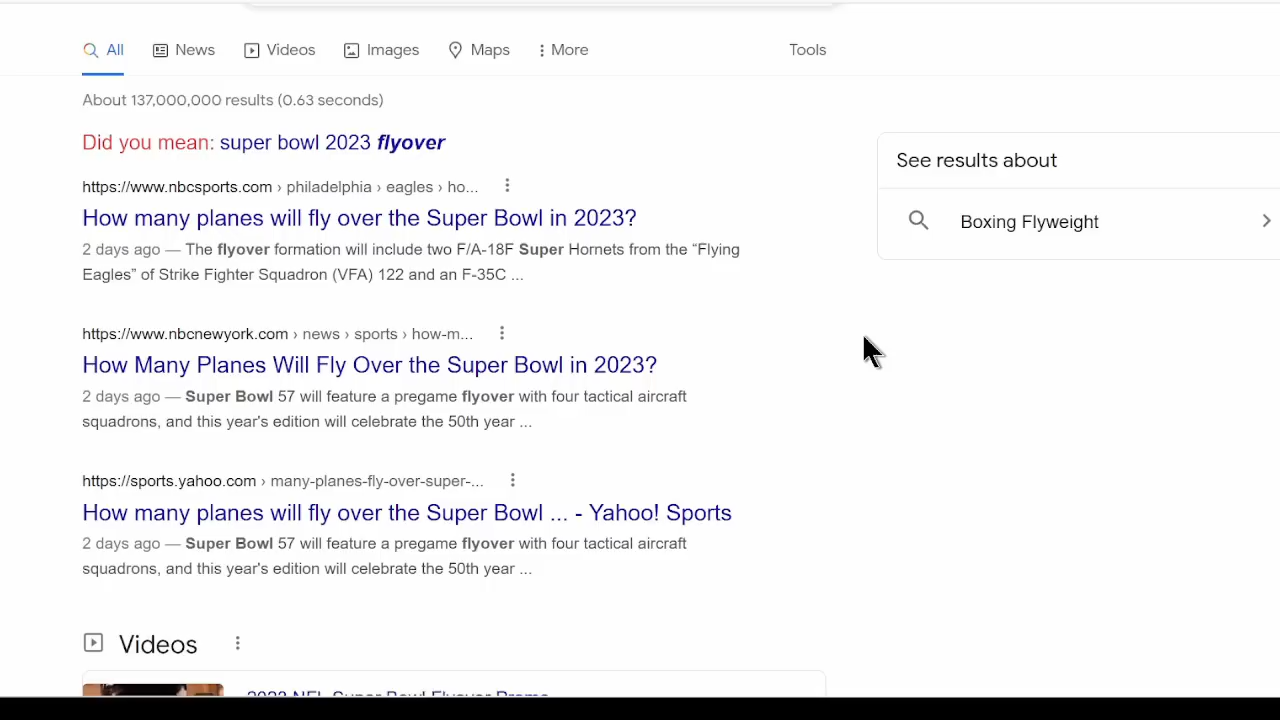 All News Videos Images Maps More Tools
About 137,000,000 results (0.63 seconds)
Did you mean: super bowl 2023 flyover
See results about
Boxing Flyweight
https://www.nbcsports.com › philadelphia › eagles › ho...
How many planes will fly over the Super Bowl in 2023?
2 days ago — The flyover formation will include two F/A-18F Super Hornets from the “Flying
Eagles” of Strike Fighter Squadron (VFA) 122 and an F-35C ...
https://www.nbcnewyork.com › news › sports › how-m...
How Many Planes Will Fly Over the Super Bowl in 2023?
2 days ago — Super Bowl 57 will feature a pregame flyover with four tactical aircraft
squadrons, and this year's edition will celebrate the 50th year ...
https://sports.yahoo.com › many-planes-fly-over-super-...
How many planes will fly over the Super Bowl ... - Yahoo! Sports
2 days ago — Super Bowl 57 will feature a pregame flyover with four tactical aircraft
squadrons, and this year's edition will celebrate the 50th year ...
Videos
2023 NFL Super Bowl Flyover Promo